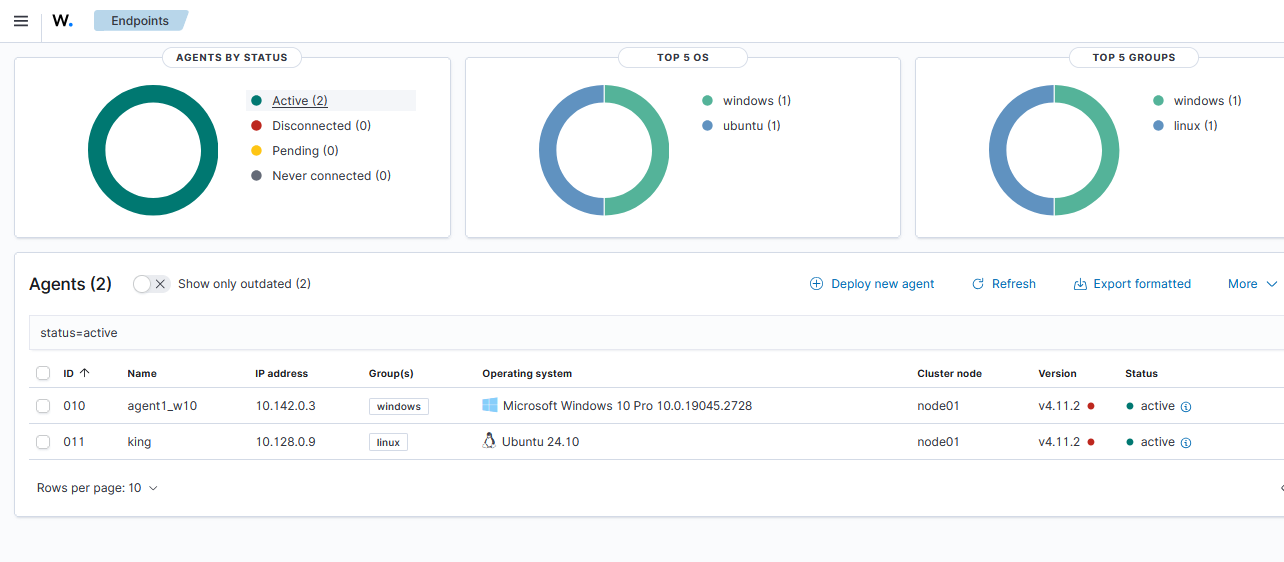 W. Endpoints
AGENTS BY STATUS
Active (2)
Disconnected (0)
Pending (0)
Never connected (0)
TOP 5 OS
windows (1)
ubuntu (1)
TOP 5 GROUPS
windows (1)
linux (1)
Agents (2) Show only outdated (2) Deploy new agent Refresh Export formatted More
status=active
ID Name IP address Group(s) Operating system Cluster node Version Status
010 agent1_w10 10.142.0.3 windows Microsoft Windows 10 Pro 10.0.19045.2728 node01 v4.11.2 active
011 king 10.128.0.9 linux Ubuntu 24.10 node01 v4.11.2 active
Rows per page: 10